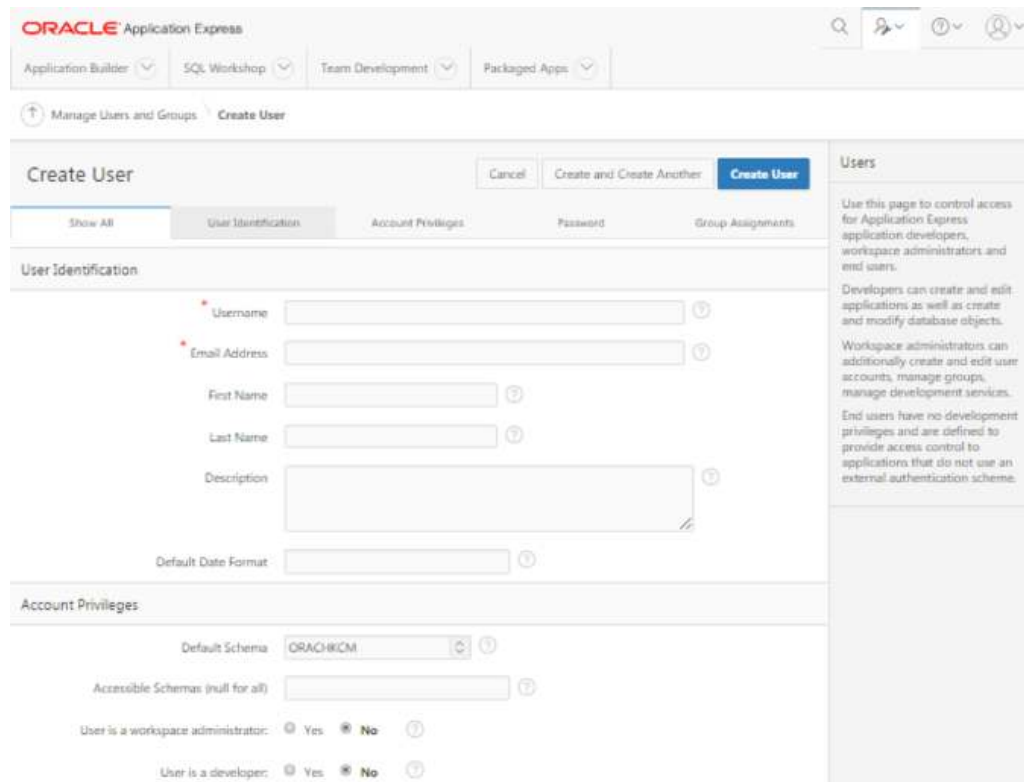 ORACLE Application Express
Application Builder SQL Workshop Team Development Packaged Apps
Manage Users and Groups Create User
Create User
Cancel Create and Create Another Create User
Show All User Identification Account Privileges Password Group Assignments
User Identification
* Username
* Email Address
First Name
Last Name
Description
Default Date Format
Account Privileges
Default Schema ORACHKCM
Accessible Schemas (null for all)
User is a workspace administrator: Yes No
User is a developer: Yes No
Users
Use this page to control access
for Application Express
application developers,
workspace administrators and
end users.
Developers can create and edit
applications as well as create
and modify database objects.
Workspace administrators can
additionally create and edit user
accounts, manage groups,
manage development services.
End users have no development
privileges and are defined to
provide access control to
applications that do not use an
external authentication scheme.